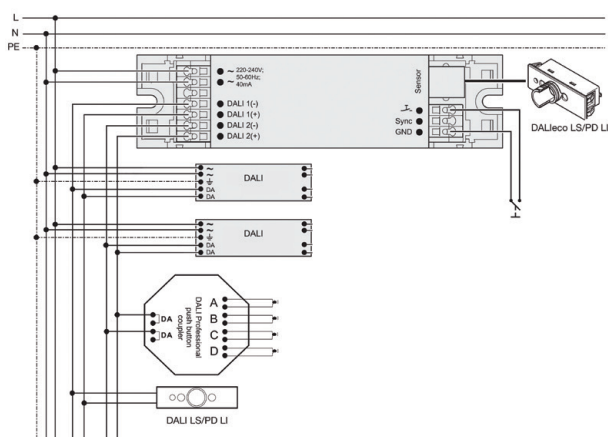 L
N
PE
~ 220-240V;
50-60Hz;
~ 40mA
DALI 1(-)
DALI 1(+)
DALI 2(-)
DALI 2(+)
Sensor
Sync
GND
DALIeco LS/PD LI
~
~
DA
DA
DALI
~
~
DA
DA
DALI
DALI Professional
push button
coupler
DA
DA
A
B
C
D
DALI LS/PD LI